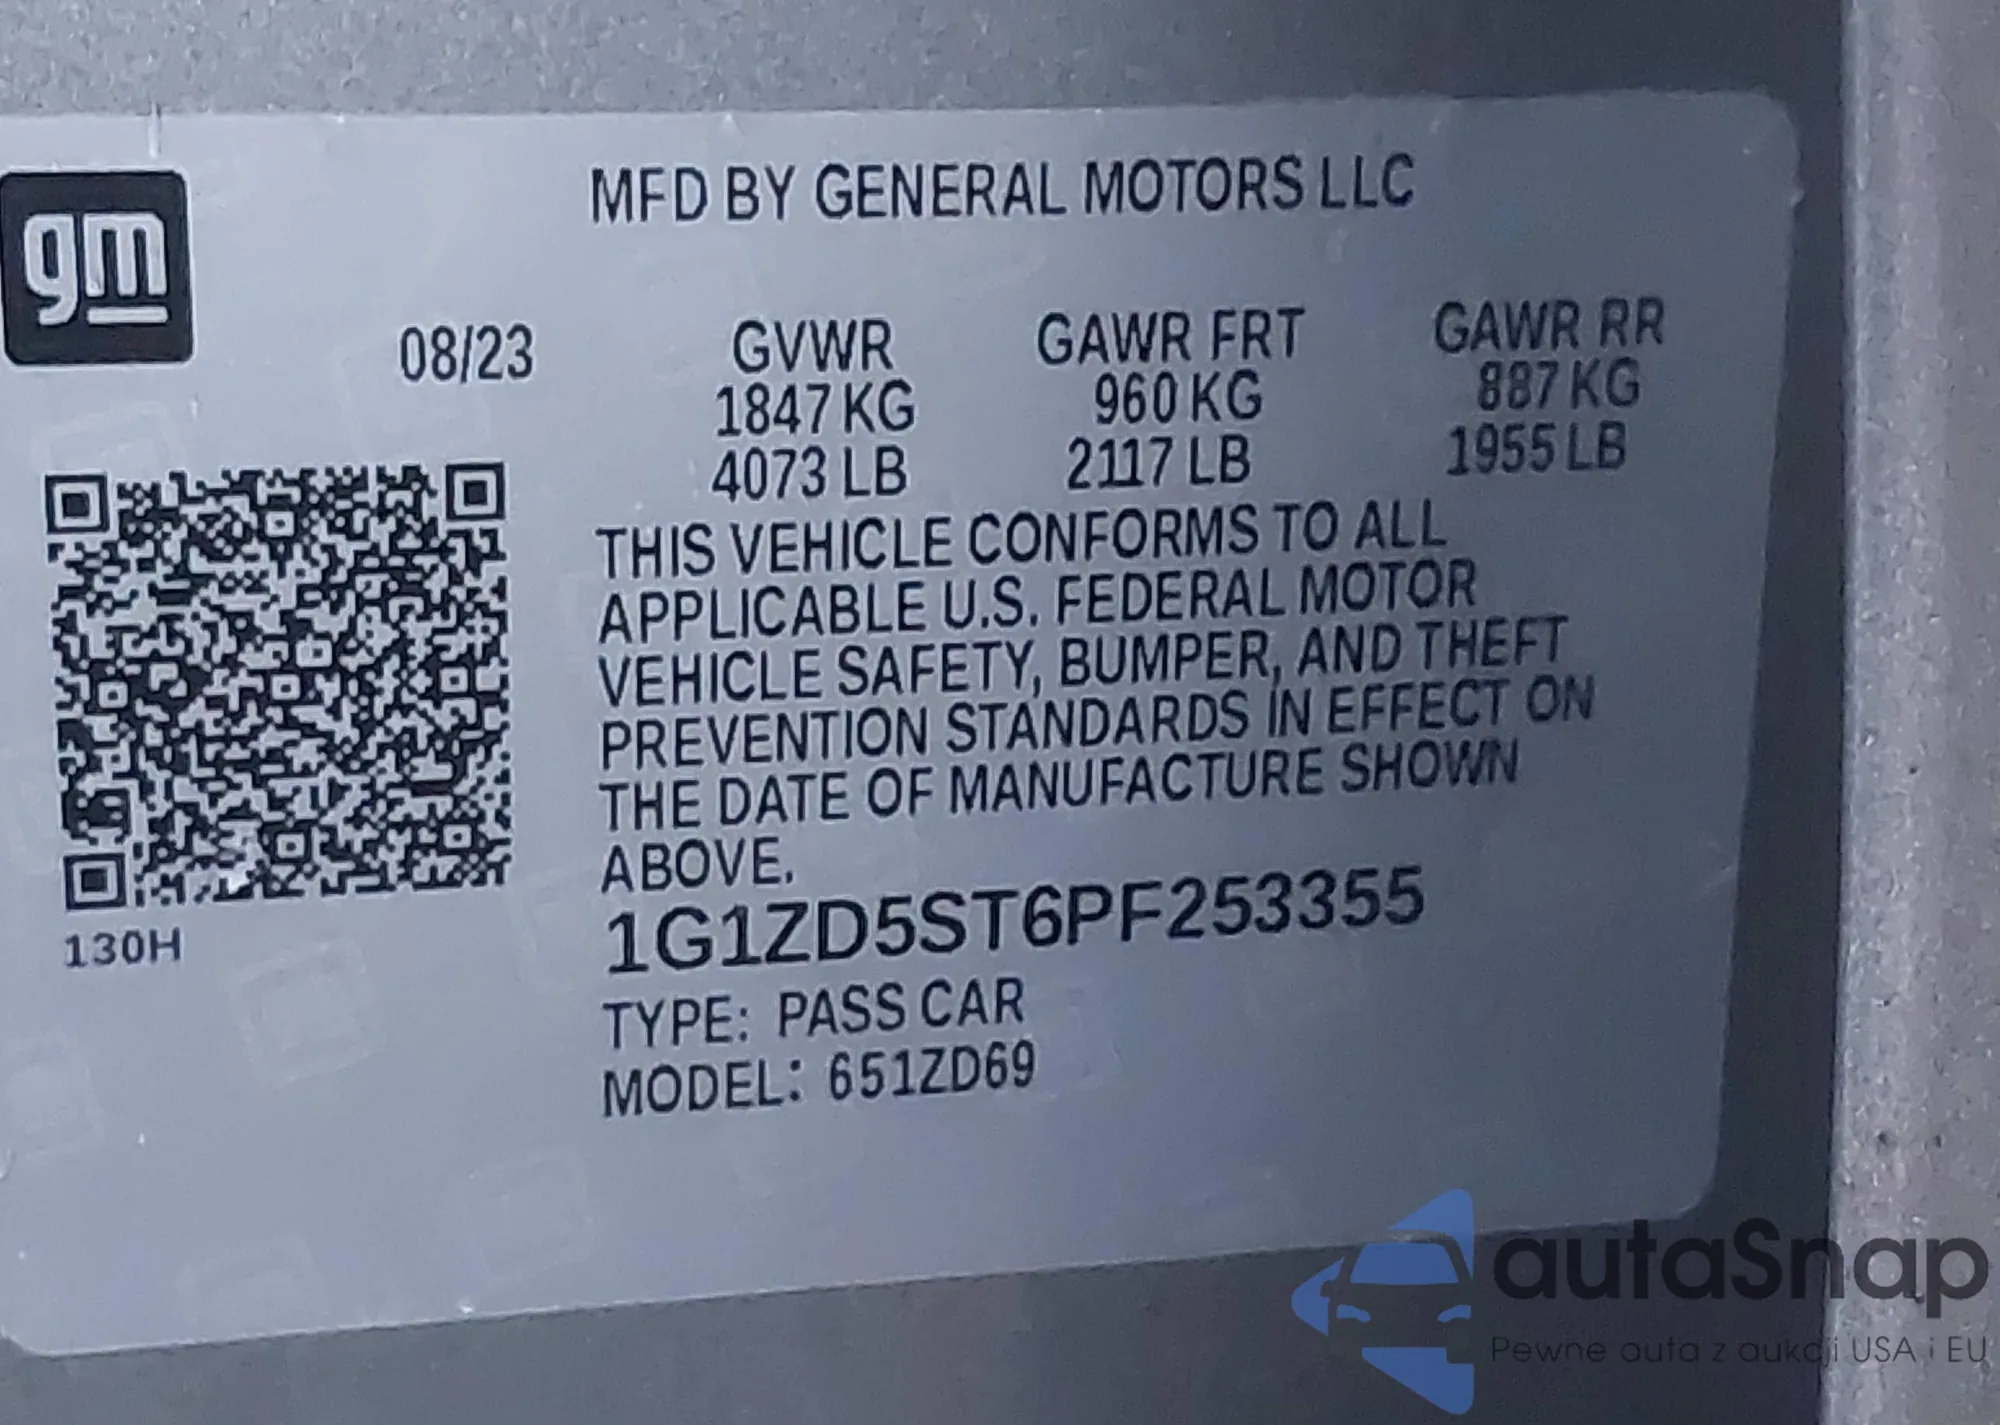 gm
MFD BY GENERAL MOTORS LLC
08/23 GVWR GAWR FRT GAWR RR
1847 KG 960 KG 887 KG
4073 LB 2117 LB 1955 LB
THIS VEHICLE CONFORMS TO ALL
APPLICABLE U.S. FEDERAL MOTOR
VEHICLE SAFETY, BUMPER, AND THEFT
PREVENTION STANDARDS IN EFFECT ON
THE DATE OF MANUFACTURE SHOWN
ABOVE.
1G1ZD5ST6PF253355
130H
TYPE: PASS CAR
MODEL: 651ZD69
autaSnap
Pewne auta z aukcji USA i EU